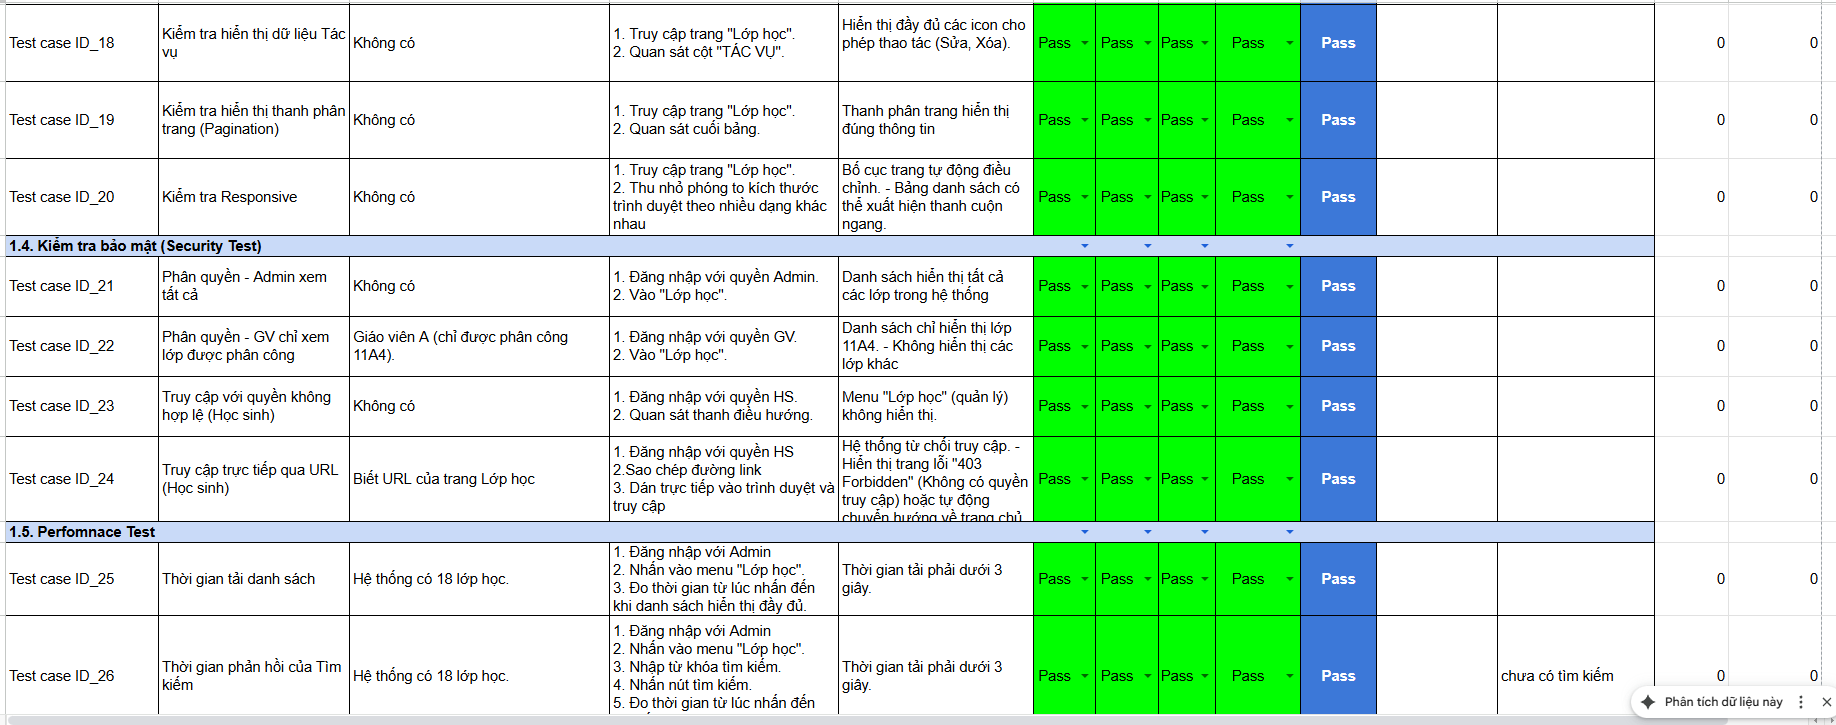 Test case ID_18
Kiểm tra hiển thị dữ liệu Tác
vụ
Không có
1. Truy cập trang "Lớp học".
2. Quan sát cột "TÁC VỤ".
Hiển thị đầy đủ các icon cho
phép thao tác (Sửa, Xóa).
Pass Pass Pass Pass Pass
0 0
Test case ID_19
Kiểm tra hiển thị thanh phân
trang (Pagination)
Không có
1. Truy cập trang "Lớp học".
2. Quan sát cuối bảng.
Thanh phân trang hiển thị
đúng thông tin
Pass Pass Pass Pass Pass
0 0
Test case ID_20
Kiểm tra Responsive
Không có
1. Truy cập trang "Lớp học".
2. Thu nhỏ phóng to kích thước
trình duyệt theo nhiều dạng khác
nhau
Bố cục trang tự động điều
chỉnh. - Bảng danh sách có
thể xuất hiện thanh cuộn
ngang.
Pass Pass Pass Pass Pass
0 0
1.4. Kiểm tra bảo mật (Security Test)
Test case ID_21
Phân quyền - Admin xem
tất cả
Không có
1. Đăng nhập với quyền Admin.
2. Vào "Lớp học".
Danh sách hiển thị tất cả
các lớp trong hệ thống
Pass Pass Pass Pass Pass
0 0
Test case ID_22
Phân quyền - GV chỉ xem
lớp được phân công
Giáo viên A (chỉ được phân công
11A4).
1. Đăng nhập với quyền GV.
2. Vào "Lớp học".
Danh sách chỉ hiển thị lớp
11A4. - Không hiển thị các
lớp khác
Pass Pass Pass Pass Pass
0 0
Test case ID_23
Truy cập với quyền không
hợp lệ (Học sinh)
Không có
1. Đăng nhập với quyền HS.
2. Quan sát thanh điều hướng.
Menu "Lớp học" (quản lý)
không hiển thị.
Pass Pass Pass Pass Pass
0 0
Test case ID_24
Truy cập trực tiếp qua URL
(Học sinh)
Biết URL của trang Lớp học
1. Đăng nhập với quyền HS
2.Sao chép đường link
3. Dán trực tiếp vào trình duyệt và
truy cập
Hệ thống từ chối truy cập. -
Hiển thị trang lỗi "403
Forbidden" (Không có quyền
truy cập) hoặc tự động
chuyển hướng về trang chủ
Pass Pass Pass Pass Pass
0 0
1.5. Perfomnace Test
Test case ID_25
Thời gian tải danh sách
Hệ thống có 18 lớp học.
1. Đăng nhập với Admin
2. Nhấn vào menu "Lớp học".
3. Đo thời gian từ lúc nhấn đến
khi danh sách hiển thị đầy đủ.
Thời gian tải phải dưới 3
giây.
Pass Pass Pass Pass Pass
0 0
Test case ID_26
Thời gian phản hồi của Tìm
kiếm
Hệ thống có 18 lớp học.
1. Đăng nhập với Admin
2. Nhấn vào menu "Lớp học".
3. Nhập từ khóa tìm kiếm.
4. Nhấn nút tìm kiếm.
5. Đo thời gian từ lúc nhấn đến
Thời gian tải phải dưới 3
giây.
Pass Pass Pass Pass Pass
chưa có tìm kiếm
0 0
Phân tích dữ liệu này